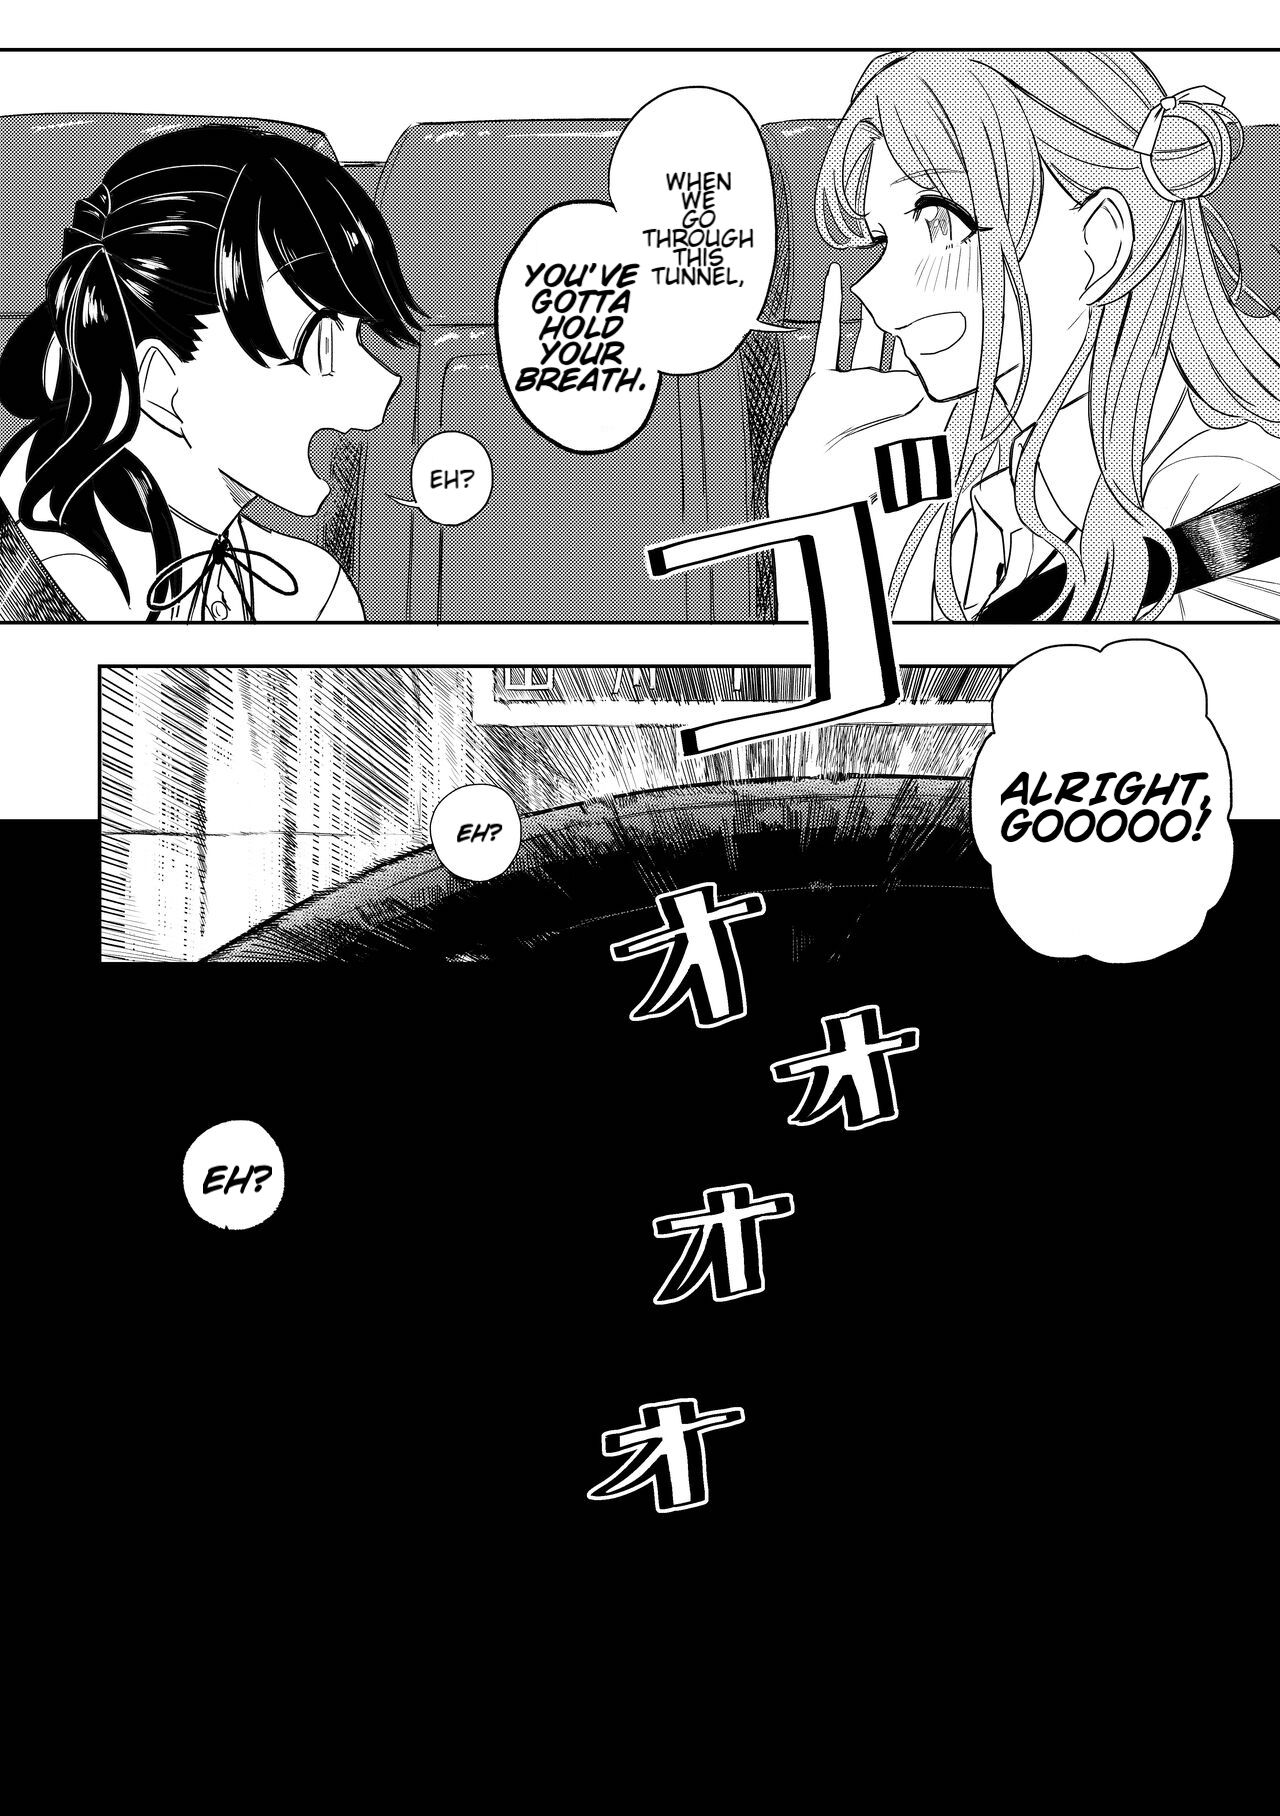 WHEN
WE
GO
THROUGH
THIS
TUNNEL,
YOU'VE
GOTTA
HOLD
YOUR
BREATH.
EH?
ゴ
ALRIGHT,
GOOOOO!
EH?
オ
オ
EH?
オ
オ